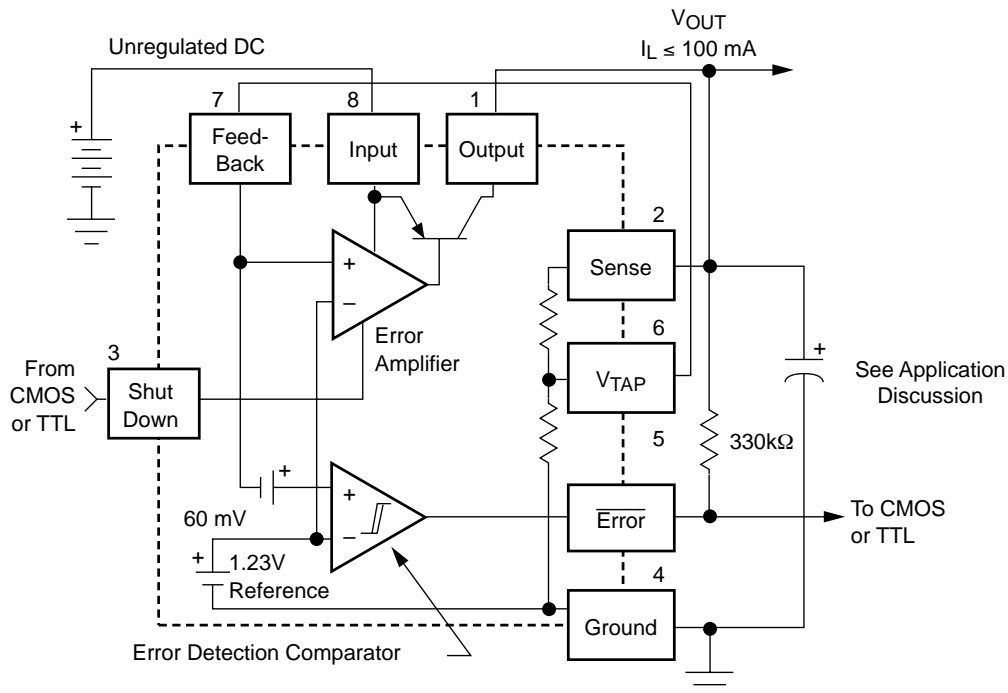 VOUT
IL ≤ 100 mA
Unregulated DC
7
8
1
+
Feed-
Back
Input
Output
2
Sense
+
−
Error
Amplifier
6
VTAP
+
See Application
Discussion
3
From
CMOS
or TTL
Shut
Down
5
330kΩ
+
+
−
60 mV
Error
To CMOS
or TTL
+
1.23V
Reference
4
Ground
Error Detection Comparator